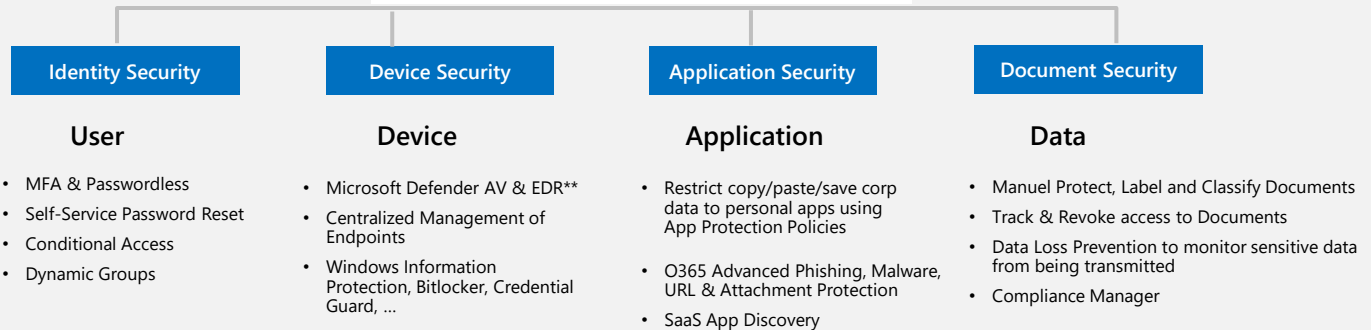 Identity Security
Device Security
Application Security
Document Security
User
• MFA & Passwordless
• Self-Service Password Reset
• Conditional Access
• Dynamic Groups
Device
• Microsoft Defender AV & EDR**
• Centralized Management of
Endpoints
• Windows Information
Protection, Bitlocker, Credential
Guard, ...
Application
• Restrict copy/paste/save corp
data to personal apps using
App Protection Policies
• O365 Advanced Phishing, Malware,
URL & Attachment Protection
• SaaS App Discovery
Data
• Manuel Protect, Label and Classify Documents
• Track & Revoke access to Documents
• Data Loss Prevention to monitor sensitive data
from being transmitted
• Compliance Manager